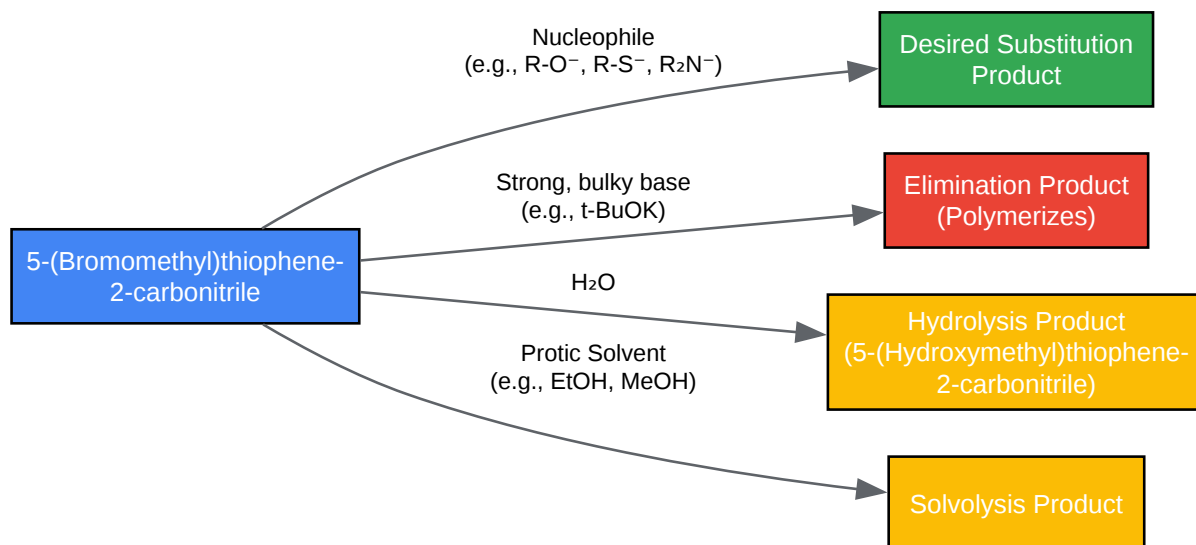 Nucleophile
(e.g., R-O⁻, R-S⁻, R₂N⁻)
Desired Substitution
Product
Strong, bulky base
(e.g., t-BuOK)
Elimination Product
(Polymerizes)
5-(Bromomethyl)thiophene-
2-carbonitrile
H₂O
Hydrolysis Product
(5-(Hydroxymethyl)thiophene-
2-carbonitrile)
Protic Solvent
(e.g., EtOH, MeOH)
Solvolysis Product